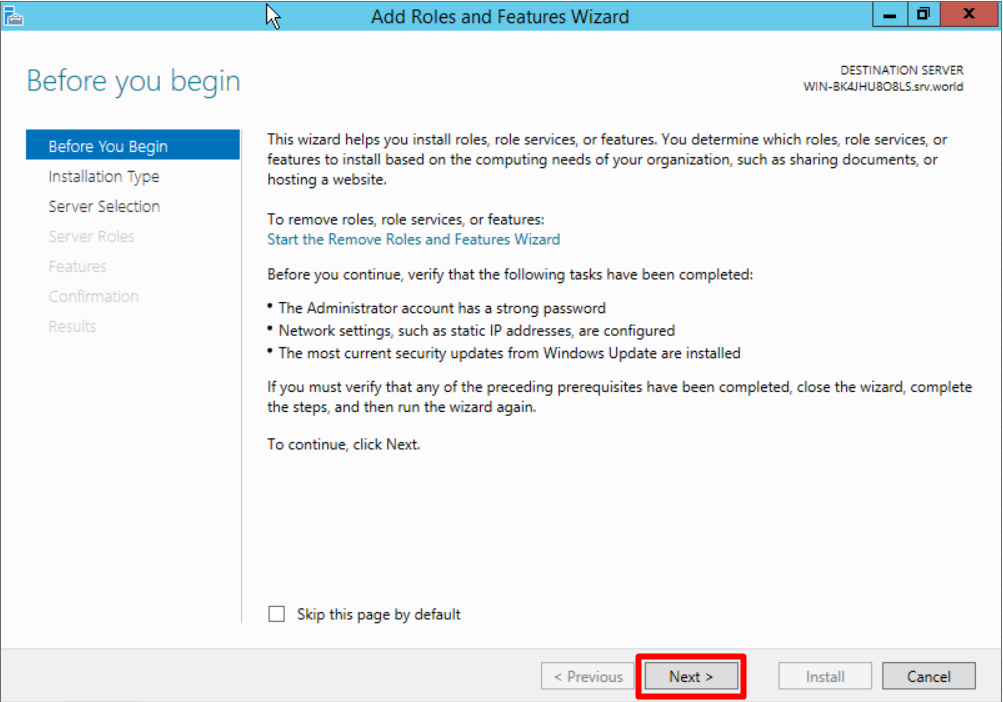 Add Roles and Features Wizard
Before you begin
DESTINATION SERVER
WIN-BK4JHU8O8LS.srv.world
Before You Begin
Installation Type
Server Selection
Server Roles
Features
Confirmation
Results
This wizard helps you install roles, role services, or features. You determine which roles, role services, or
features to install based on the computing needs of your organization, such as sharing documents, or
hosting a website.
To remove roles, role services, or features:
Start the Remove Roles and Features Wizard
Before you continue, verify that the following tasks have been completed:
• The Administrator account has a strong password
• Network settings, such as static IP addresses, are configured
• The most current security updates from Windows Update are installed
If you must verify that any of the preceding prerequisites have been completed, close the wizard, complete
the steps, and then run the wizard again.
To continue, click Next.
Skip this page by default
< Previous
Next >
Install
Cancel